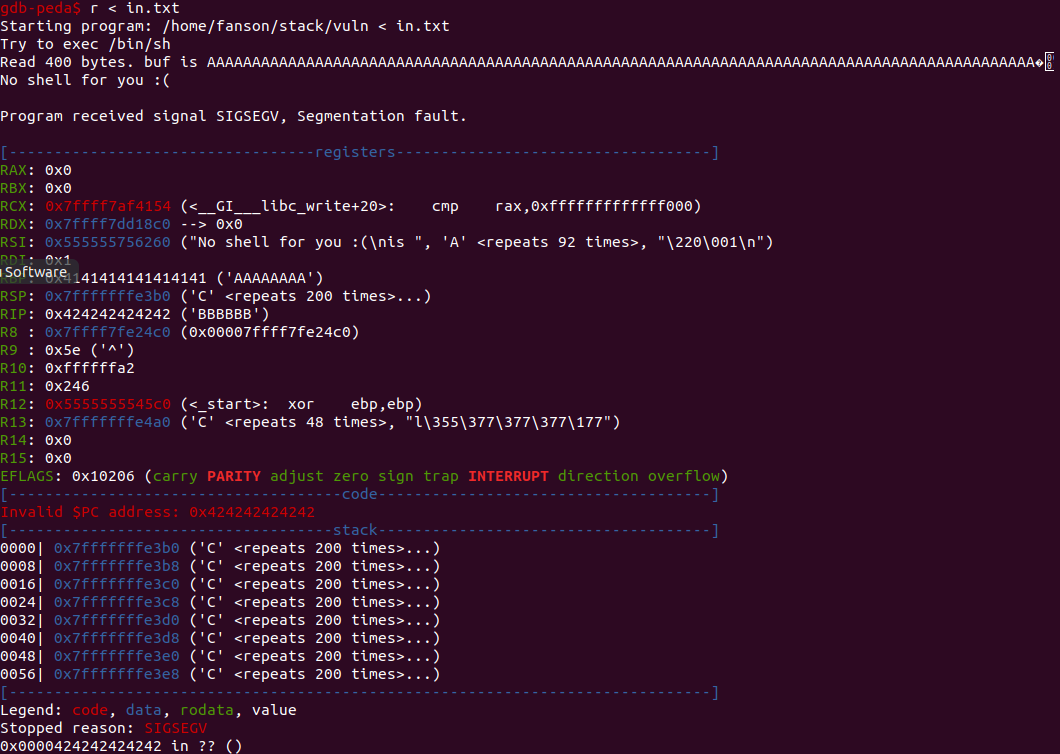 gdb-peda$ r < in.txt
Starting program: /home/fanson/stack/vuln < in.txt
Try to exec /bin/sh
Read 400 bytes. buf is AAAAAAAAAAAAAAAAAAAAAAAAAAAAAAAAAAAAAAAAAAAAAAAAAAAAAAAAAAAAAAAAAAAAAAAAAAAAAAAAAAAAAAAAAAAA�
No shell for you :(
Program received signal SIGSEGV, Segmentation fault.
[----------------------------------registers-----------------------------------]
RAX: 0x0
RBX: 0x0
RCX: 0x7ffff7af4154 (<__GI___libc_write+20>:    cmp    rax,0xfffffffffffff000)
RDX: 0x7ffff7dd18c0 --> 0x0
RSI: 0x555555756260 ("No shell for you :(\nis ", 'A' <repeats 92 times>, "\220\001\n")
RDI: 0x1
Software
0x4141414141414141 ('AAAAAAAA')
RSP: 0x7fffffffe3b0 ('C' <repeats 200 times>...)
RIP: 0x424242424242 ('BBBBBB')
R8 : 0x7ffff7fe24c0 (0x00007ffff7fe24c0)
R9 : 0x5e ('^')
R10: 0xffffffa2
R11: 0x246
R12: 0x5555555545c0 (<_start>:  xor    ebp,ebp)
R13: 0x7fffffffe4a0 ('C' <repeats 48 times>, "l\355\377\377\377\177")
R14: 0x0
R15: 0x0
EFLAGS: 0x10206 (carry PARITY adjust zero sign trap INTERRUPT direction overflow)
[-------------------------------------code-------------------------------------]
Invalid $PC address: 0x424242424242
[------------------------------------stack-------------------------------------]
0000| 0x7fffffffe3b0 ('C' <repeats 200 times>...)
0008| 0x7fffffffe3b8 ('C' <repeats 200 times>...)
0016| 0x7fffffffe3c0 ('C' <repeats 200 times>...)
0024| 0x7fffffffe3c8 ('C' <repeats 200 times>...)
0032| 0x7fffffffe3d0 ('C' <repeats 200 times>...)
0040| 0x7fffffffe3d8 ('C' <repeats 200 times>...)
0048| 0x7fffffffe3e0 ('C' <repeats 200 times>...)
0056| 0x7fffffffe3e8 ('C' <repeats 200 times>...)
[------------------------------------------------------------------------------]
Legend: code, data, rodata, value
Stopped reason: SIGSEGV
0x0000424242424242 in ?? ()